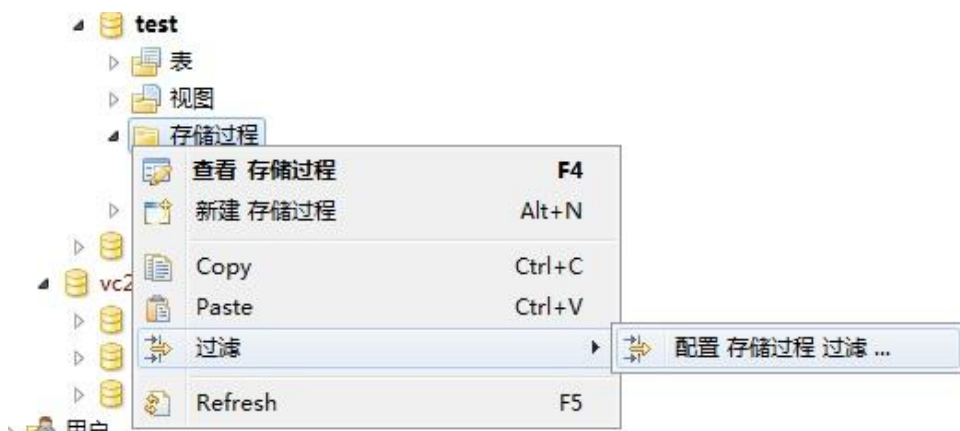 test
表
视图
存储过程
查看 存储过程 F4
新建 存储过程 Alt+N
Copy Ctrl+C
vc2
Paste Ctrl+V
过滤 配置 存储过程 过滤 ...
Refresh F5
用户